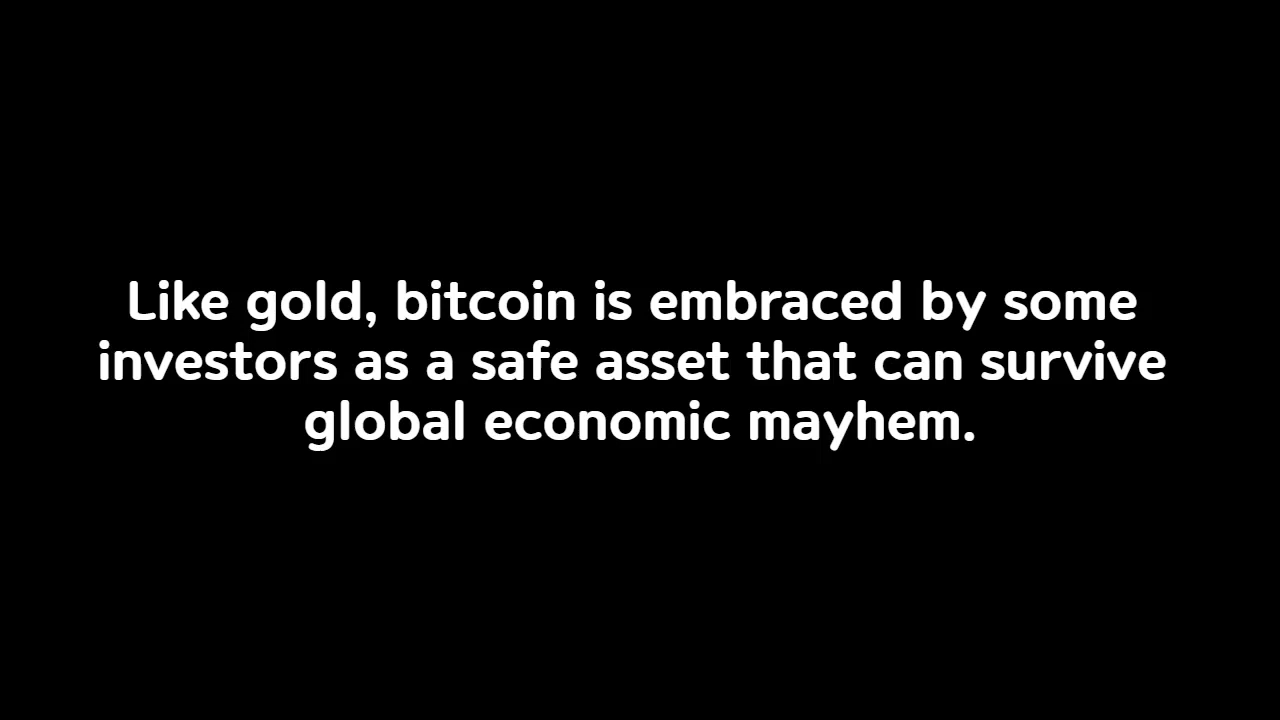 Like gold, bitcoin is embraced by some
investors as a safe asset that can survive
global economic mayhem.